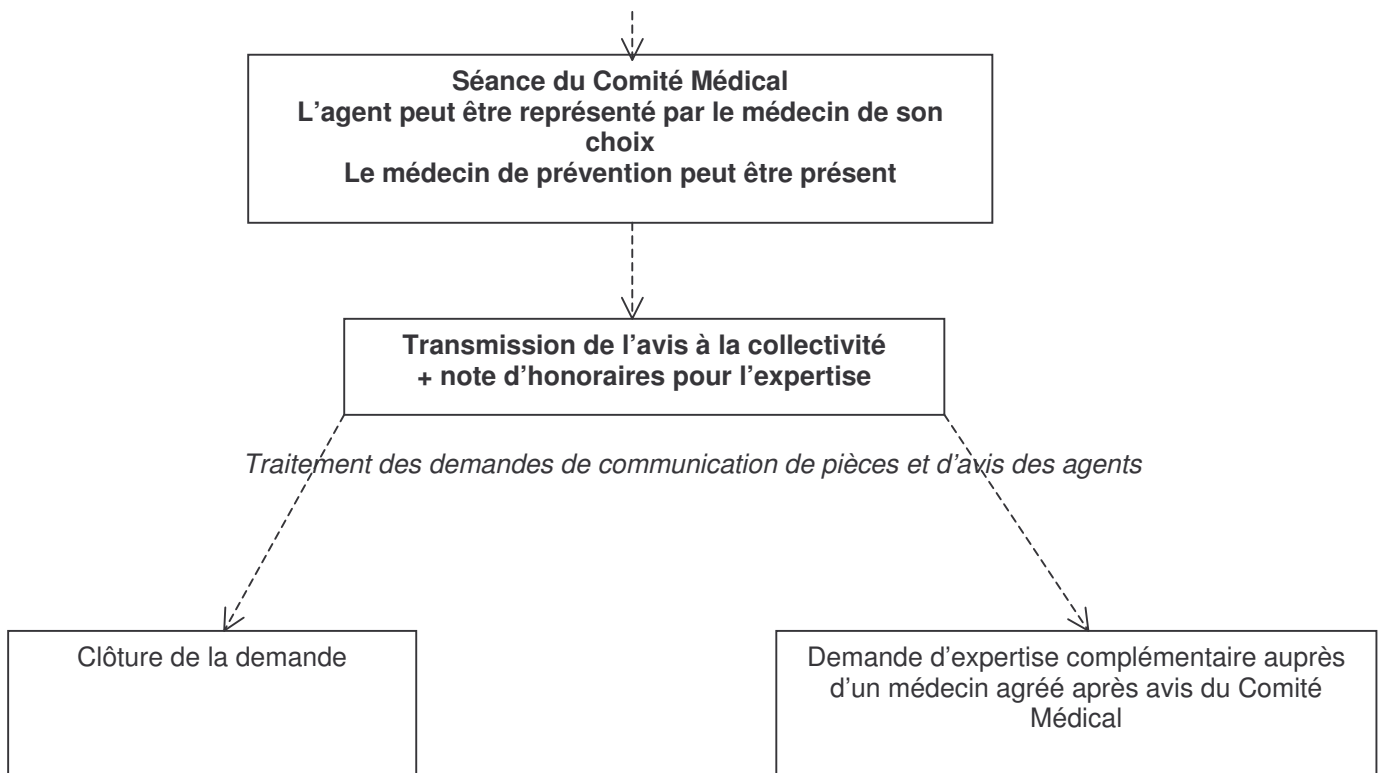 Séance du Comité Médical
L’agent peut être représenté par le médecin de son
choix
Le médecin de prévention peut être présent
Transmission de l’avis à la collectivité
+ note d’honoraires pour l’expertise
Traitement des demandes de communication de pièces et d’avis des agents
Clôture de la demande
Demande d’expertise complémentaire auprès
d’un médecin agréé après avis du Comité
Médical